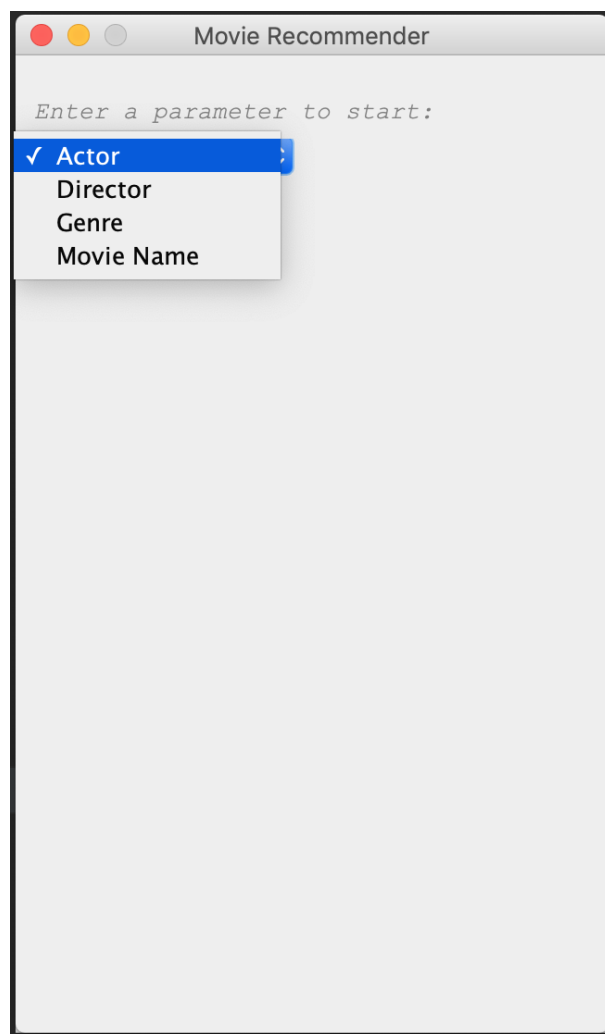 Movie Recommender
Enter a parameter to start:
✓ Actor
Director
Genre
Movie Name